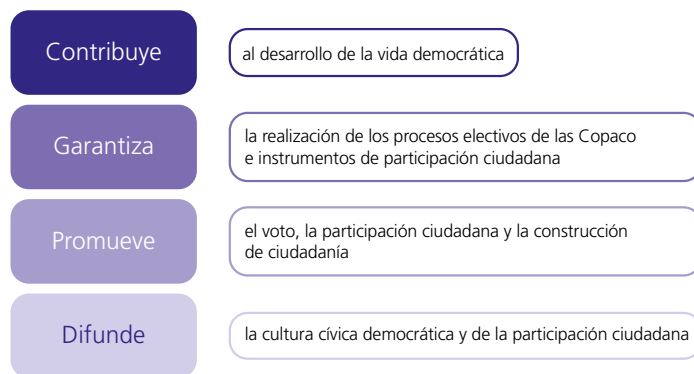 Contribuye
al desarrollo de la vida democrática
Garantiza
la realización de los procesos electivos de las Copaco
e instrumentos de participación ciudadana
Promueve
el voto, la participación ciudadana y la construcción
de ciudadanía
Difunde
la cultura cívica democrática y de la participación ciudadana